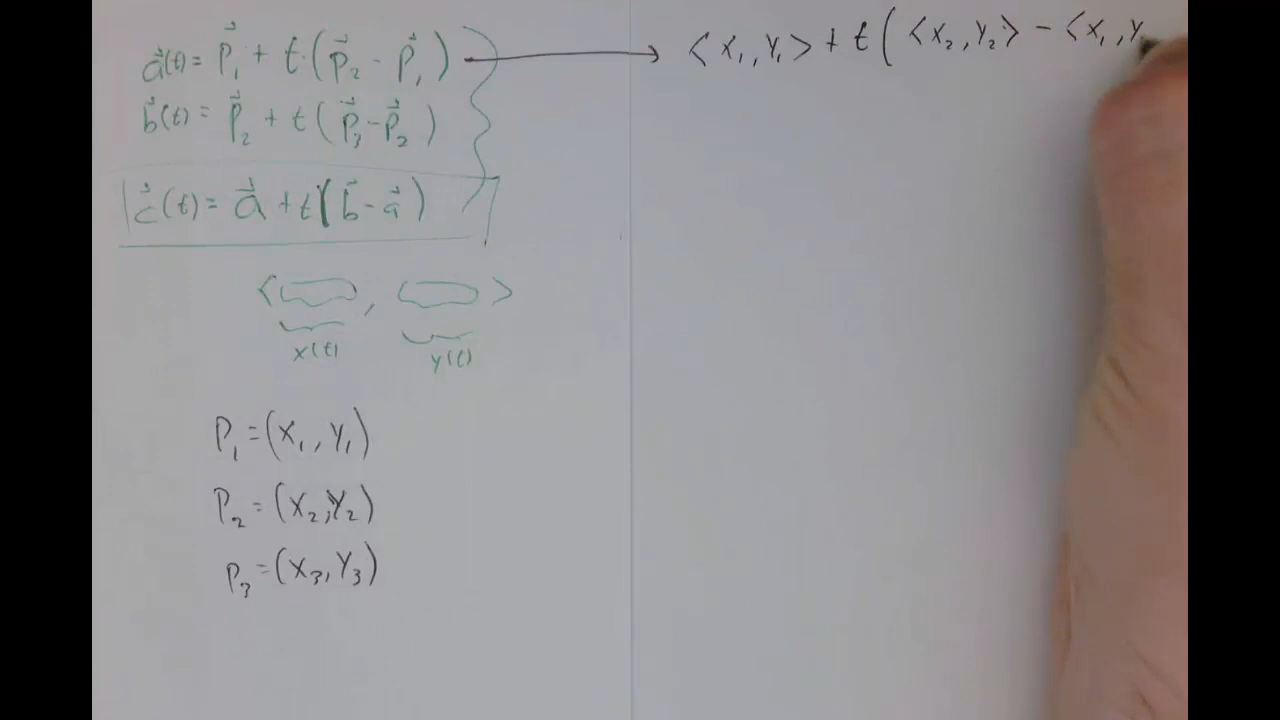 a⃗(t) = p⃗₁ + t·(p⃗₂ - p⃗₁) → <x₁, y₁> + t(<x₂, y₂> - <x₁, y
b⃗(t) = p⃗₂ + t(p⃗₃ - p⃗₂)
c⃗(t) = a⃗ + t(b⃗ - a⃗)
< , >
x(t) y(t)
P₁ = (x₁, y₁)
P₂ = (x₂, y₂)
P₃ = (x₃, y₃)